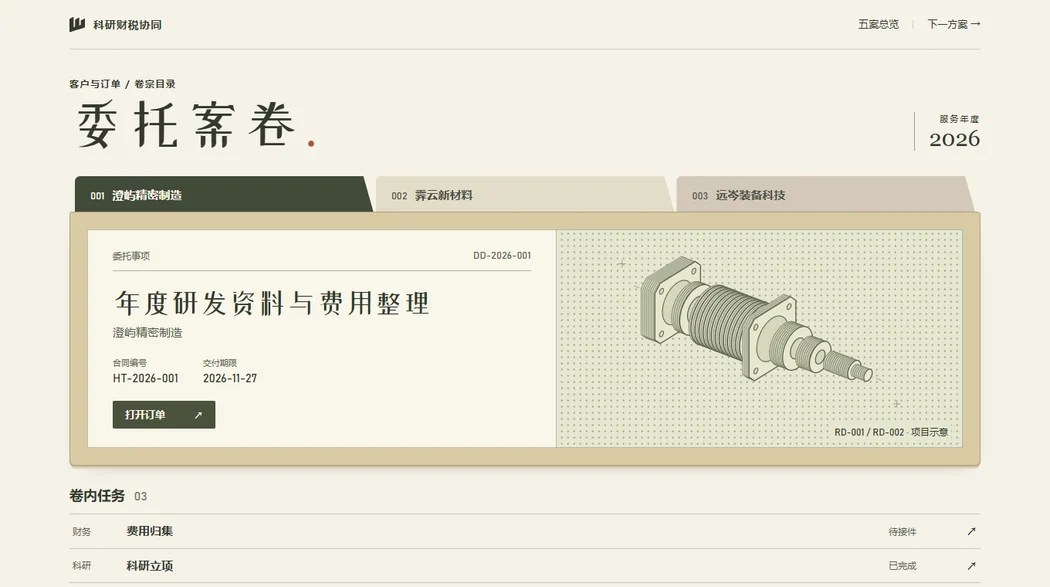 科研财税协同
五案总览
下一方案 →
客户与订单 / 卷宗目录
委托案卷.
服务年度
2026
001 澄屿精密制造
002 霁云新材料
003 远岑装备科技
委托事项
DD-2026-001
年度研发资料与费用整理
澄屿精密制造
合同编号
交付期限
HT-2026-001
2026-11-27
打开订单 ↗
RD-001 / RD-002 · 项目示意
卷内任务 03
财务 费用归集 待接件 ↗
科研 科研立项 已完成 ↗